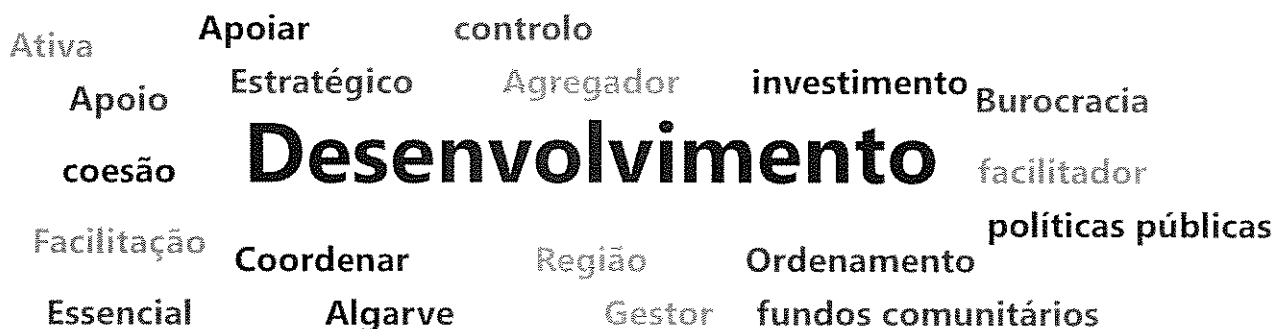 Apoiar controlo
Ativa
Estratégico Agregador investimento
Apoio Burocracia
Desenvolvimento
coesão facilitador
políticas públicas
Facilitação
Coordenar Região Ordenamento
Essencial Algarve Gestor fundos comunitários